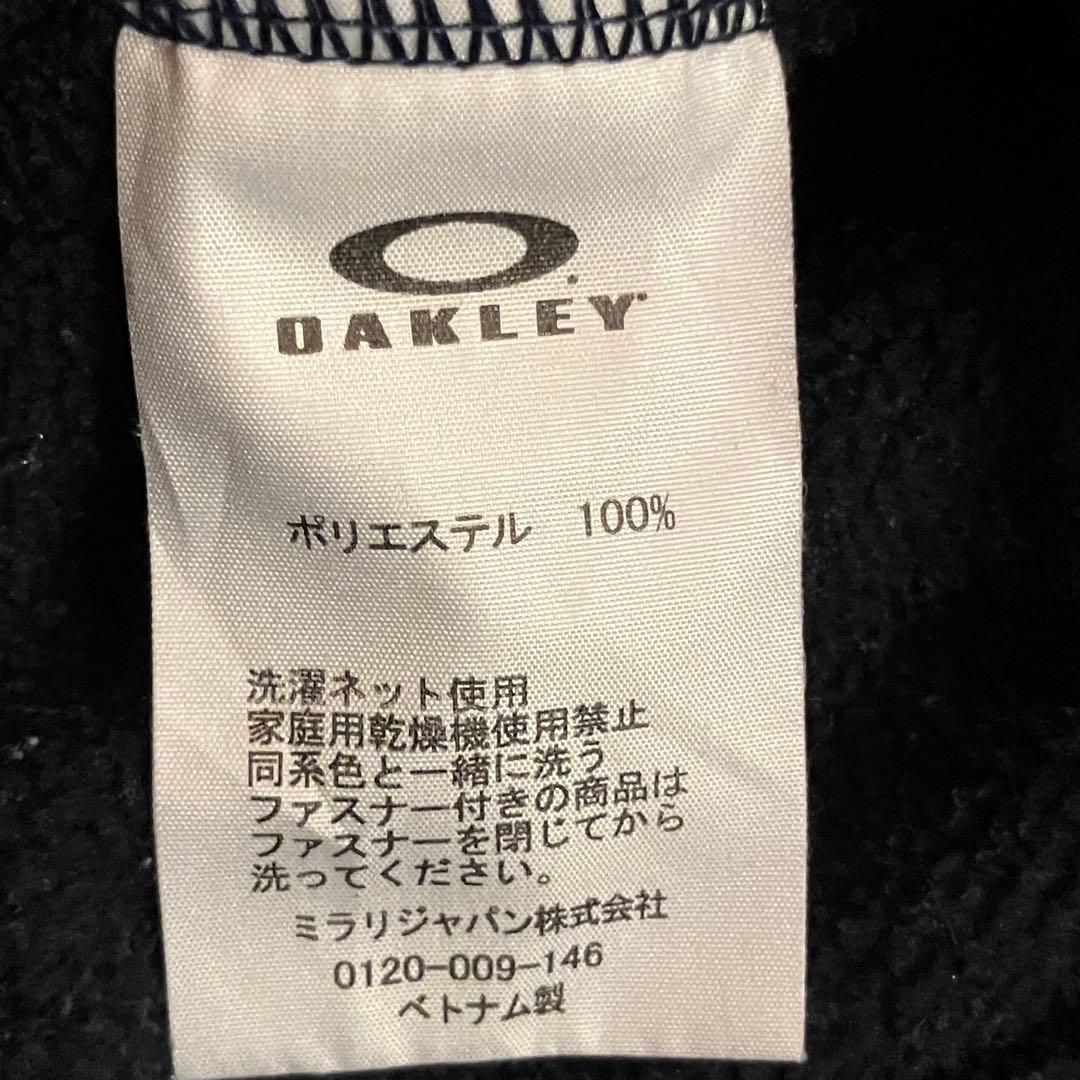 OAKLEY
ポリエステル 100%
洗濯ネット使用
家庭用乾燥機使用禁止
同系色と一緒に洗う
ファスナー付きの商品は
ファスナーを閉じてから
洗ってください。
ミラリジャパン株式会社
0120-009-146
ベトナム製